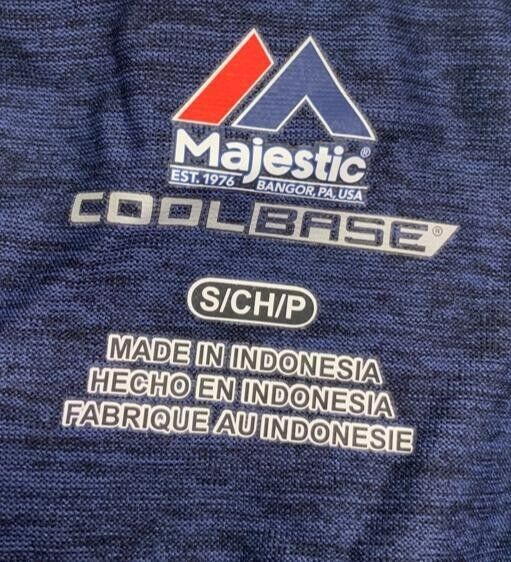 Majestic®
EST. 1976 BANGOR, PA, USA
COOLBASE®
S/CH/P
MADE IN INDONESIA
HECHO EN INDONESIA
FABRIQUE AU INDONESIE